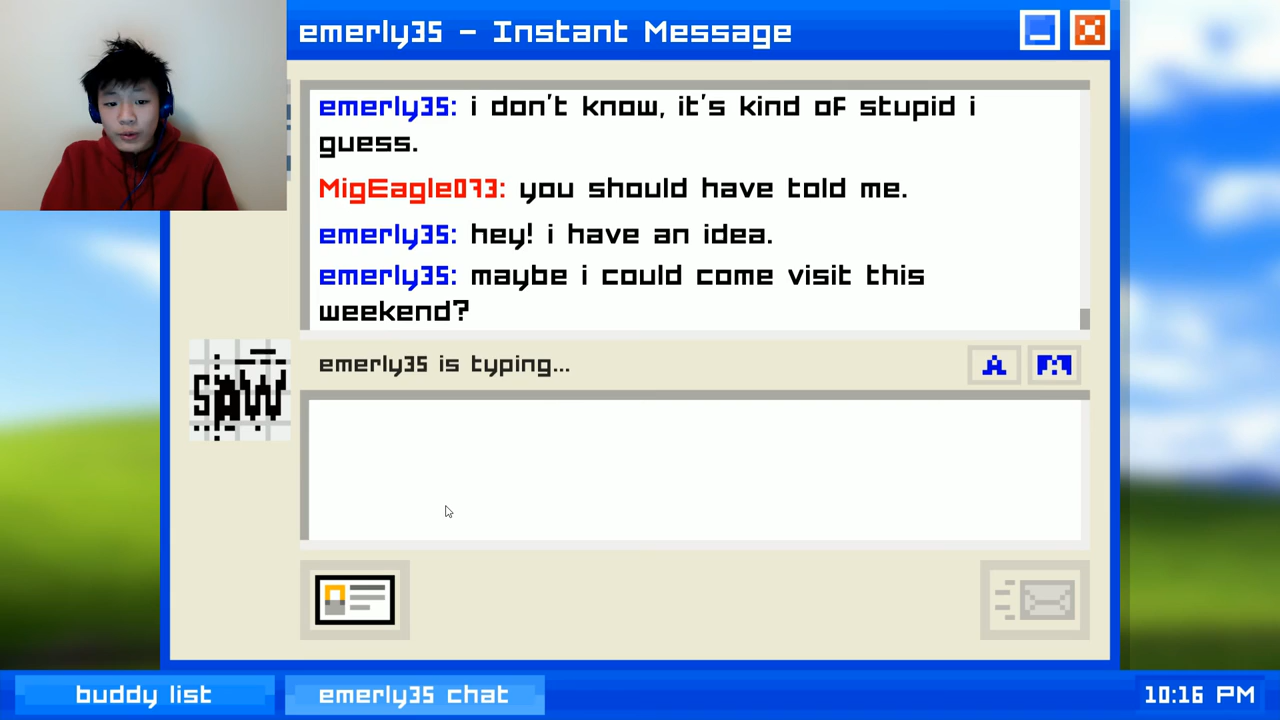 emerly35 - Instant Message
emerly35: i don't know, it's kind of stupid i
guess.
MigEagle073: you should have told me.
emerly35: hey! i have an idea.
emerly35: maybe i could come visit this
weekend?
emerly35 is typing...
A
SAW
buddy list
emerly35 chat
10:16 PM